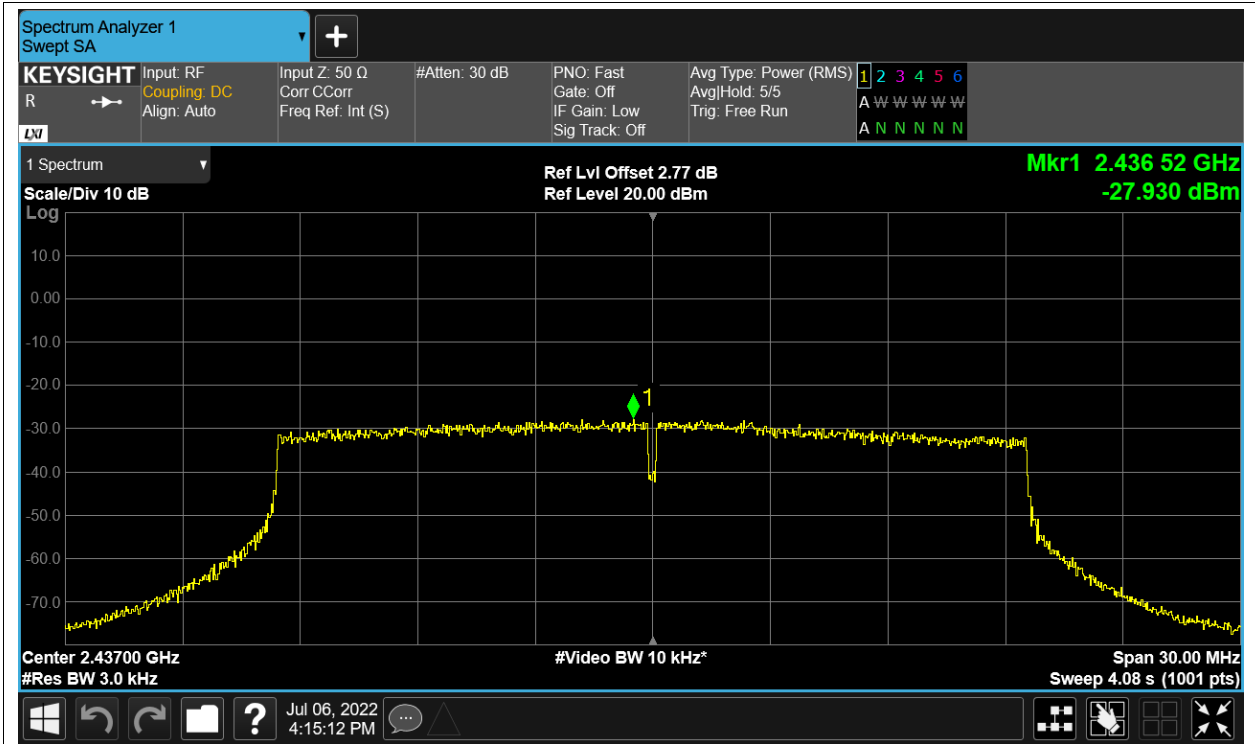 Spectrum Analyzer 1
Swept SA
+
KEYSIGHT
R
LXI
Input: RF
Coupling: DC
Align: Auto
Input Z: 50 Ω
Corr CCorr
Freq Ref: Int (S)
#Atten: 30 dB
PNO: Fast
Gate: Off
IF Gain: Low
Sig Track: Off
Avg Type: Power (RMS)
Avg|Hold: 5/5
Trig: Free Run
1 2 3 4 5 6
A W W W W W
A N N N N N
1 Spectrum
Scale/Div 10 dB
Log
Ref Lvl Offset 2.77 dB
Ref Level 20.00 dBm
Mkr1 2.436 52 GHz
-27.930 dBm
10.0
0.00
-10.0
-20.0
-30.0
-40.0
-50.0
-60.0
-70.0
1
Center 2.43700 GHz
#Res BW 3.0 kHz
#Video BW 10 kHz*
Span 30.00 MHz
Sweep 4.08 s (1001 pts)
?
Jul 06, 2022
4:15:12 PM